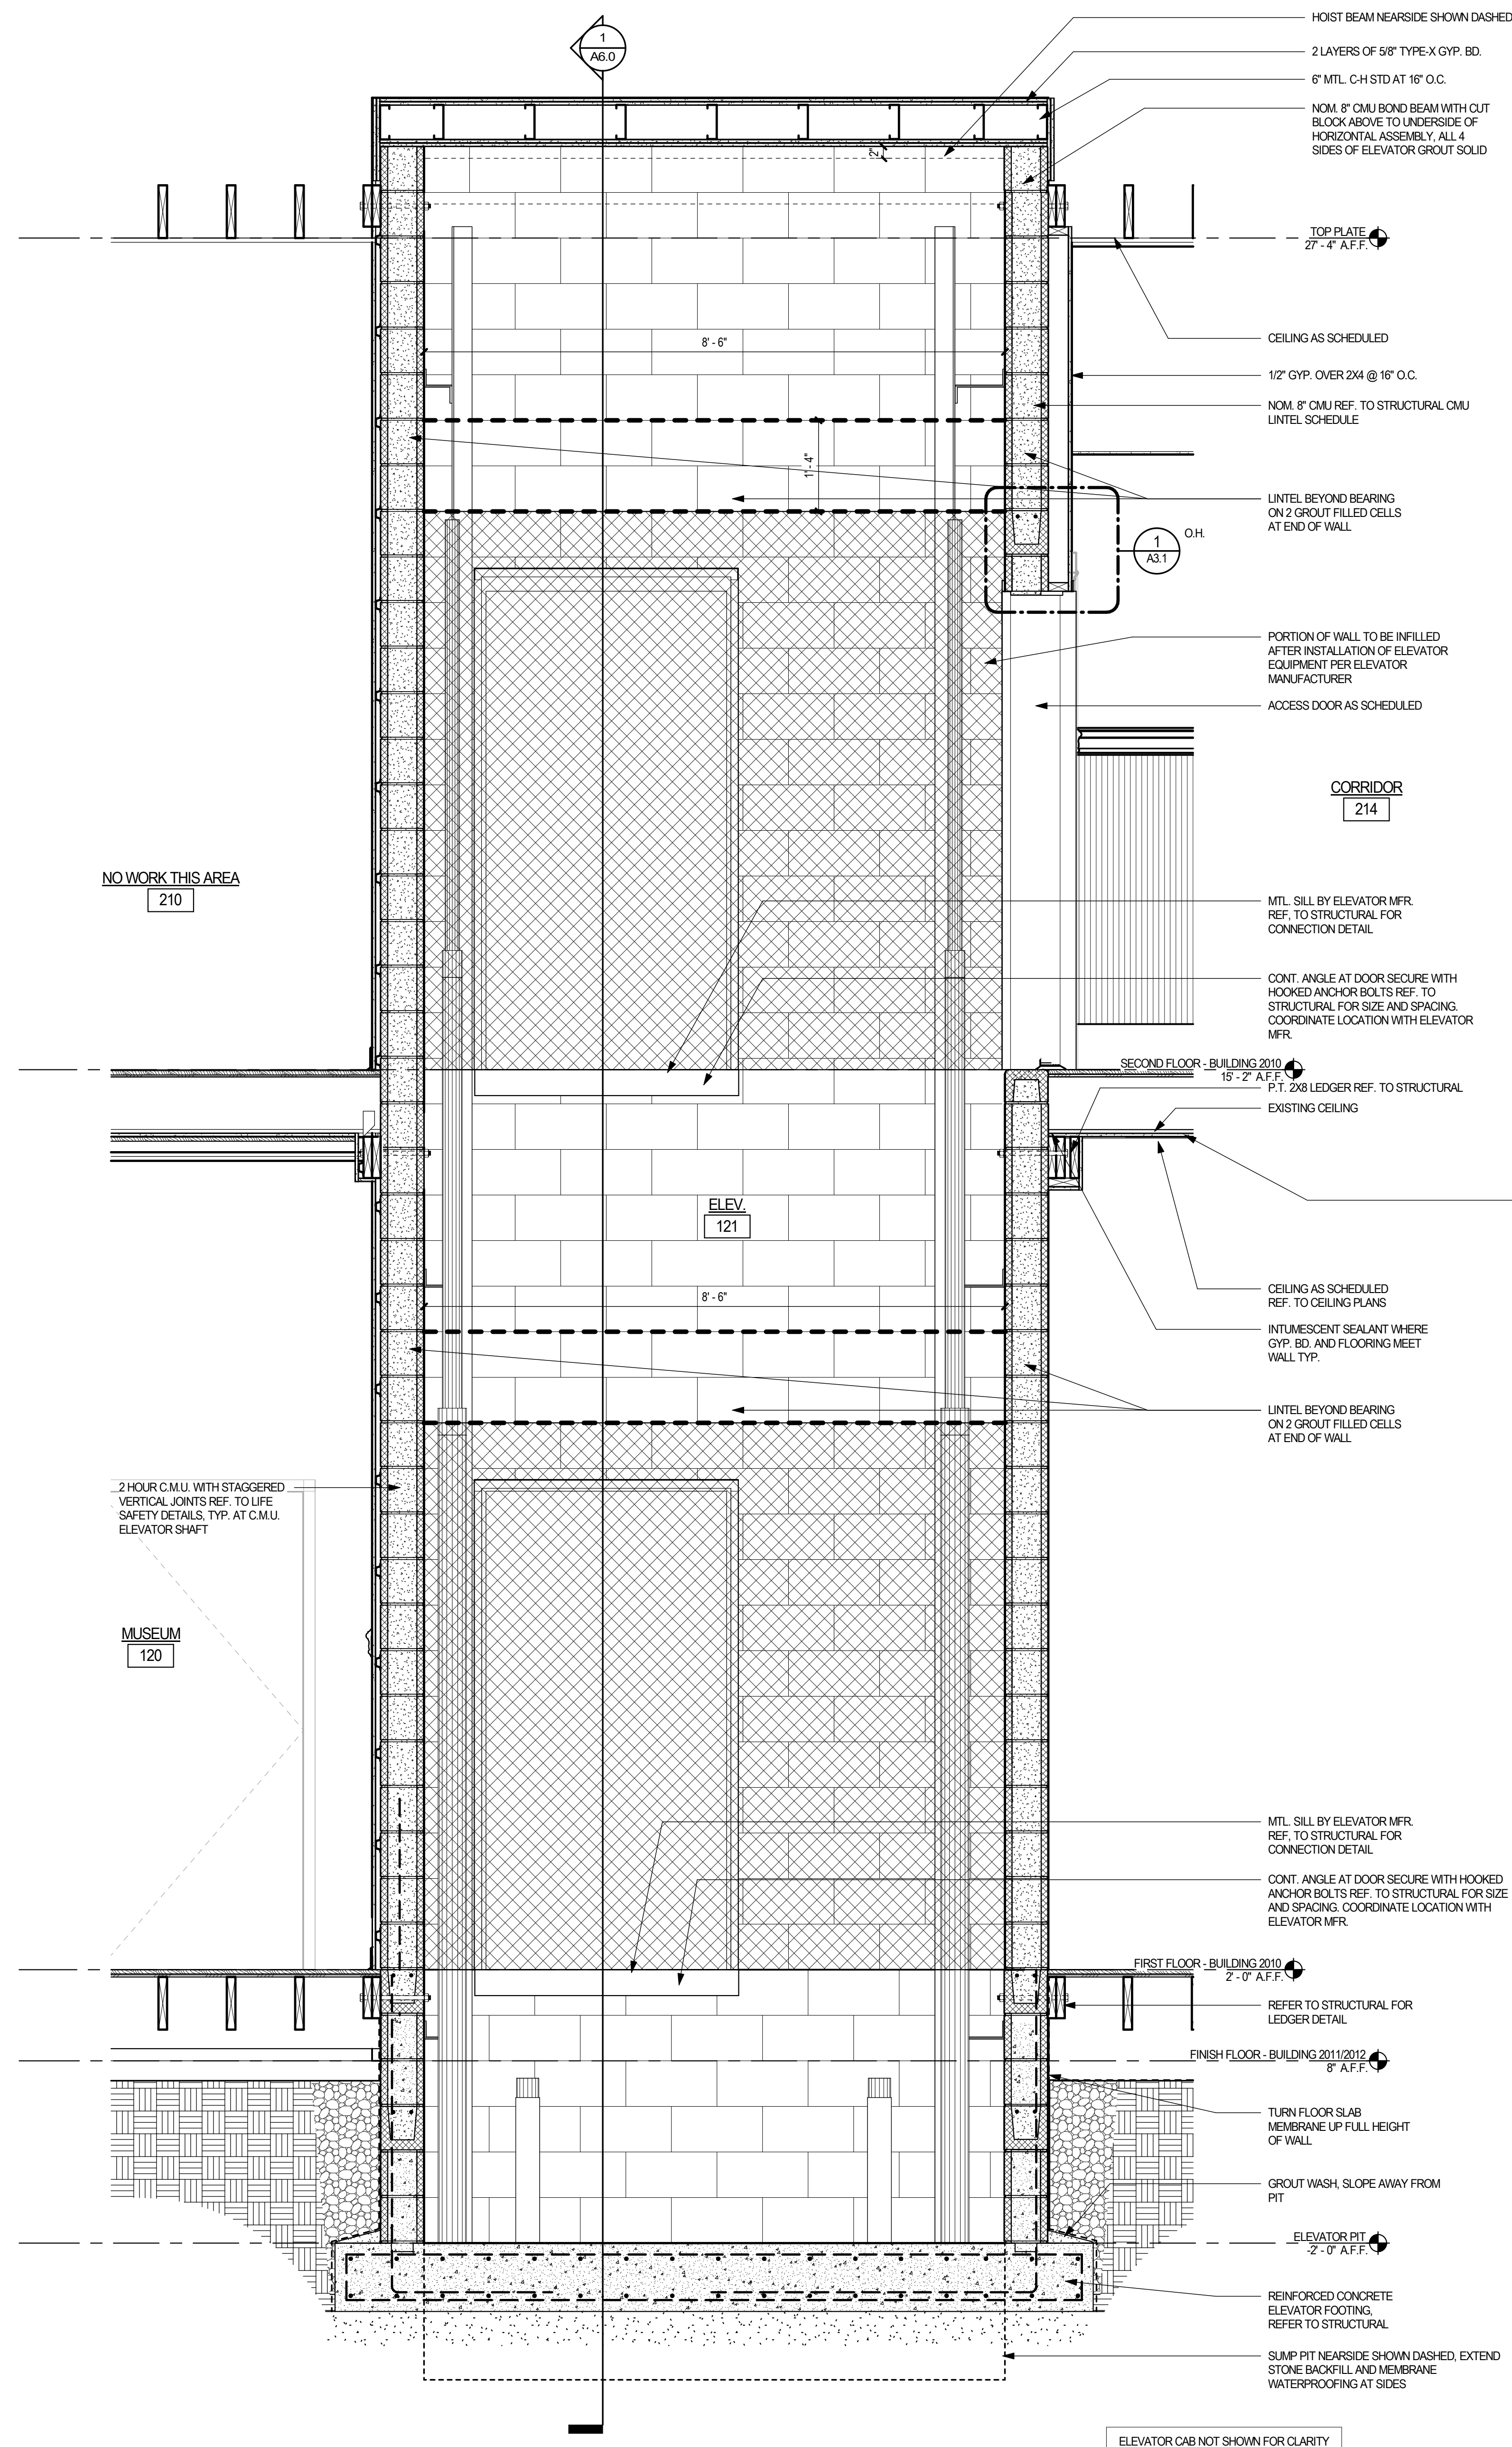 1
A6.0
HOIST BEAM NEARSIDE SHOWN DASHED
2 LAYERS OF 5/8" TYPE-X GYP. BD.
6" MTL. C-H STD AT 16" O.C.
NOM. 8" CMU BOND BEAM WITH CUT
BLOCK ABOVE TO UNDERSIDE OF
HORIZONTAL ASSEMBLY, ALL 4
SIDES OF ELEVATOR GROUT SOLID
2"
TOP PLATE
27' - 4" A.F.F.
CEILING AS SCHEDULED
8' - 6"
1/2" GYP. OVER 2X4 @ 16" O.C.
NOM. 8" CMU REF. TO STRUCTURAL CMU
LINTEL SCHEDULE
1' - 4"
LINTEL BEYOND BEARING
ON 2 GROUT FILLED CELLS
AT END OF WALL
1
A3.1
O.H.
PORTION OF WALL TO BE INFILLED
AFTER INSTALLATION OF ELEVATOR
EQUIPMENT PER ELEVATOR
MANUFACTURER
ACCESS DOOR AS SCHEDULED
CORRIDOR
214
NO WORK THIS AREA
210
MTL. SILL BY ELEVATOR MFR.
REF, TO STRUCTURAL FOR
CONNECTION DETAIL
CONT. ANGLE AT DOOR SECURE WITH
HOOKED ANCHOR BOLTS REF. TO
STRUCTURAL FOR SIZE AND SPACING.
COORDINATE LOCATION WITH ELEVATOR
MFR.
SECOND FLOOR - BUILDING 2010
15' - 2" A.F.F.
P.T. 2X8 LEDGER REF. TO STRUCTURAL
EXISTING CEILING
ELEV.
121
CEILING AS SCHEDULED
REF. TO CEILING PLANS
8' - 6"
INTUMESCENT SEALANT WHERE
GYP. BD. AND FLOORING MEET
WALL TYP.
LINTEL BEYOND BEARING
ON 2 GROUT FILLED CELLS
AT END OF WALL
2 HOUR C.M.U. WITH STAGGERED
VERTICAL JOINTS REF. TO LIFE
SAFETY DETAILS, TYP. AT C.M.U.
ELEVATOR SHAFT
MUSEUM
120
MTL. SILL BY ELEVATOR MFR.
REF, TO STRUCTURAL FOR
CONNECTION DETAIL
CONT. ANGLE AT DOOR SECURE WITH HOOKED
ANCHOR BOLTS REF. TO STRUCTURAL FOR SIZE
AND SPACING. COORDINATE LOCATION WITH
ELEVATOR MFR.
FIRST FLOOR - BUILDING 2010
2' - 0" A.F.F.
REFER TO STRUCTURAL FOR
LEDGER DETAIL
FINISH FLOOR - BUILDING 2011/2012
8" A.F.F.
TURN FLOOR SLAB
MEMBRANE UP FULL HEIGHT
OF WALL
GROUT WASH, SLOPE AWAY FROM
PIT
ELEVATOR PIT
-2' - 0" A.F.F.
REINFORCED CONCRETE
ELEVATOR FOOTING,
REFER TO STRUCTURAL
SUMP PIT NEARSIDE SHOWN DASHED, EXTEND
STONE BACKFILL AND MEMBRANE
WATERPROOFING AT SIDES
ELEVATOR CAB NOT SHOWN FOR CLARITY